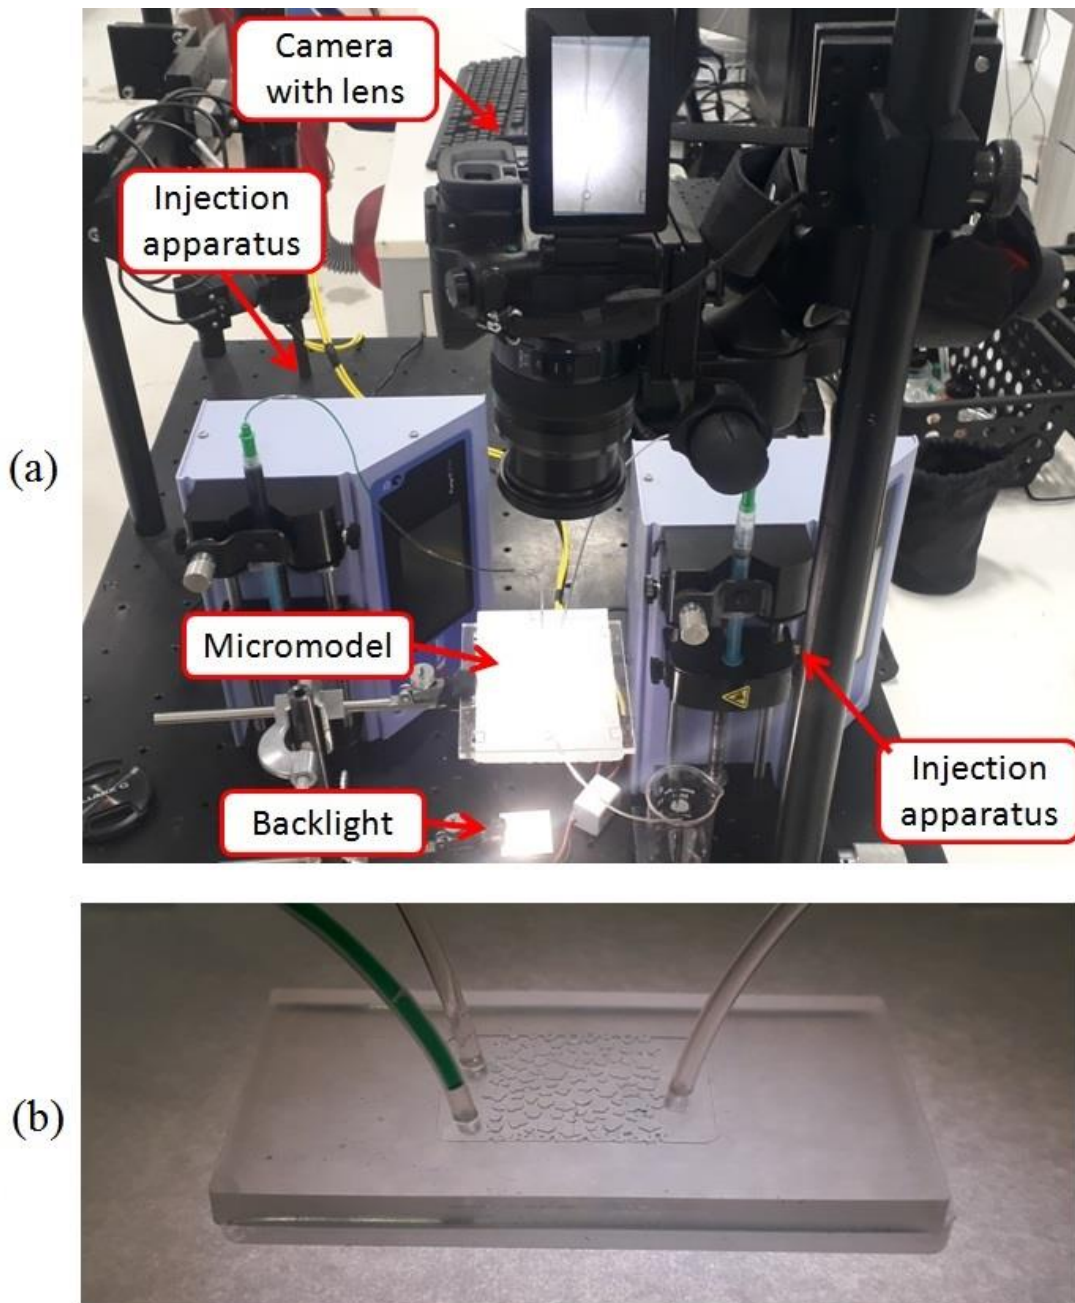 Camera
with lens
Injection
apparatus
(a)
Micromodel
Injection
apparatus
Backlight
(b)